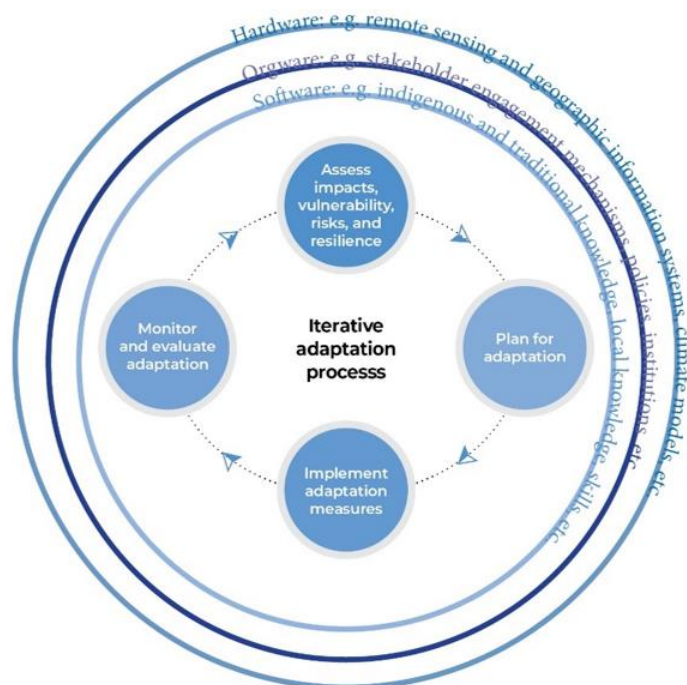 Hardware: e.g. remote sensing and geographic information systems, climate models, etc.
Orgware: e.g. stakeholder engagement mechanisms, policies, institutions, etc
Software: e.g. indigenous and traditional knowledge, local knowledge, skills, etc.
Assess
impacts,
vulnerability,
risks, and
resilience
Monitor
and evaluate
adaptation
Iterative
adaptation
processs
Plan for
adaptation
Implement
adaptation
measures